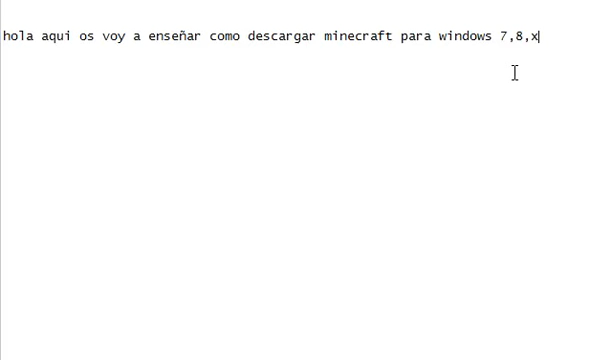 hola aqui os voy a enseñar como descargar minecraft para windows 7,8,x